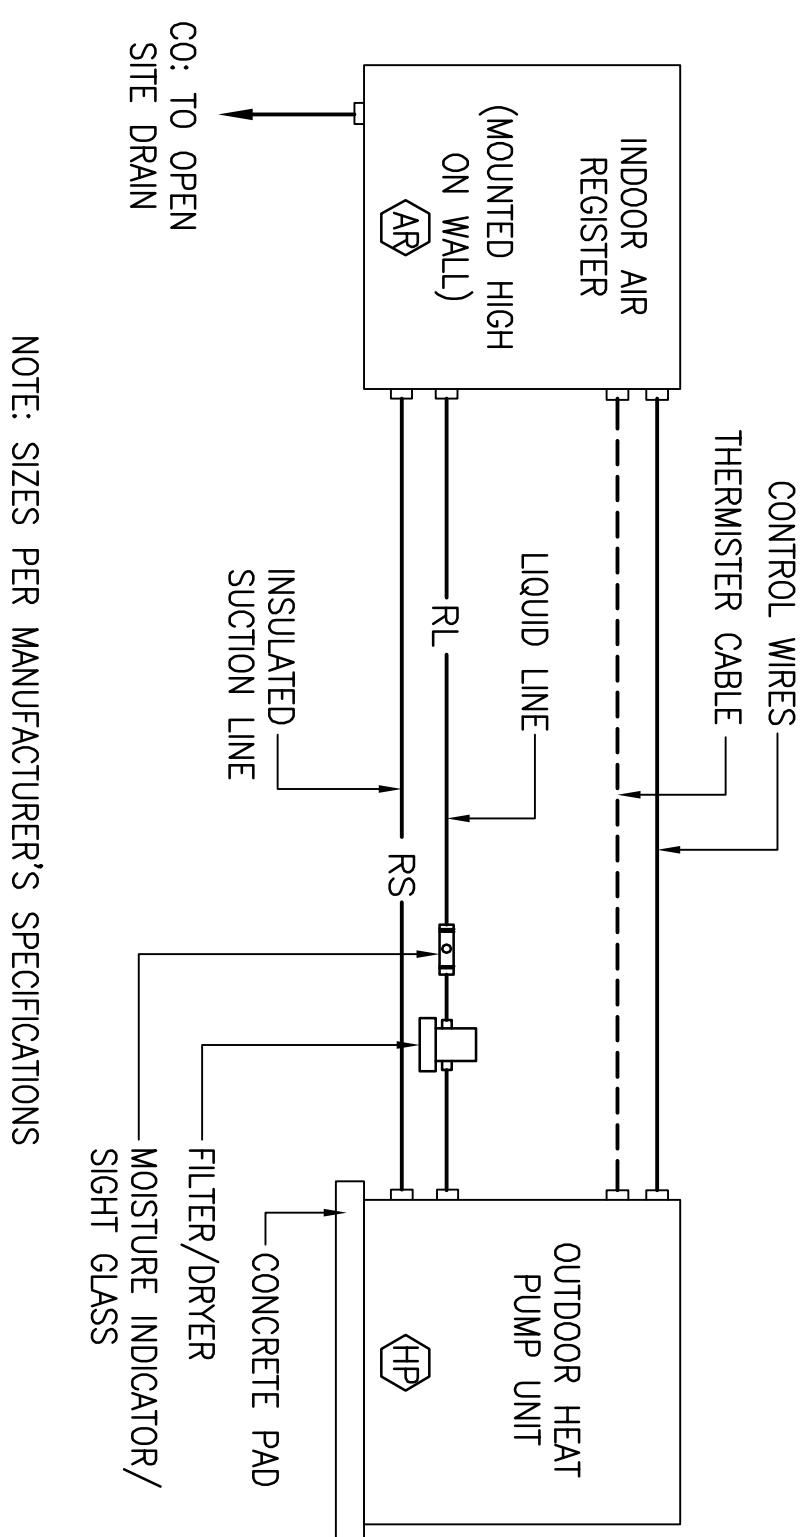 CONTROL WIRES
THERMISTER CABLE
INDOOR AIR
REGISTER
(MOUNTED HIGH
ON WALL)
AR
LIQUID LINE
RL
RS
INSULATED
SUCTION LINE
OUTDOOR HEAT
PUMP UNIT
HP
CONCRETE PAD
FILTER/DRYER
MOISTURE INDICATOR/
SIGHT GLASS
CO: TO OPEN
SITE DRAIN
NOTE: SIZES PER MANUFACTURER'S SPECIFICATIONS